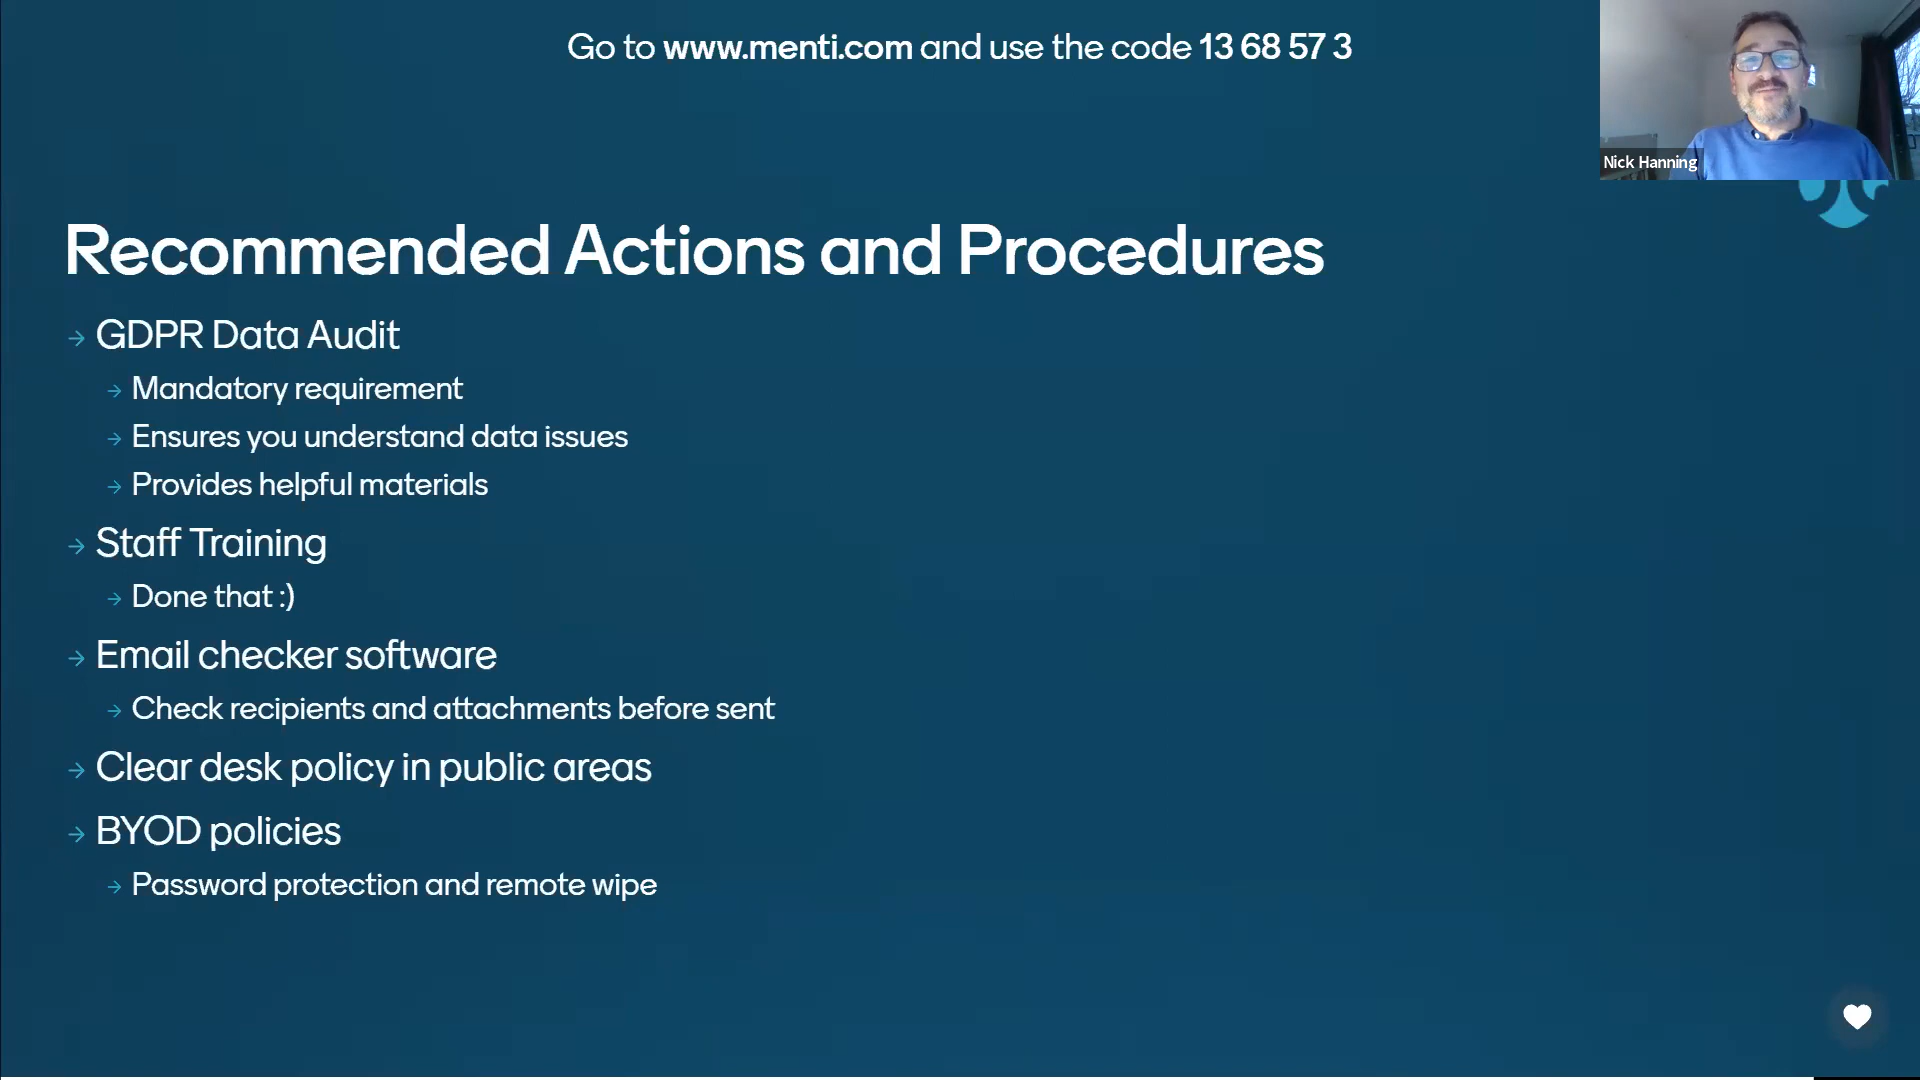 Go to www.menti.com and use the code 13 68 57 3
Nick Hanning
Recommended Actions and Procedures
→ GDPR Data Audit
→ Mandatory requirement
→ Ensures you understand data issues
→ Provides helpful materials
→ Staff Training
→ Done that :)
→ Email checker software
→ Check recipients and attachments before sent
→ Clear desk policy in public areas
→ BYOD policies
→ Password protection and remote wipe